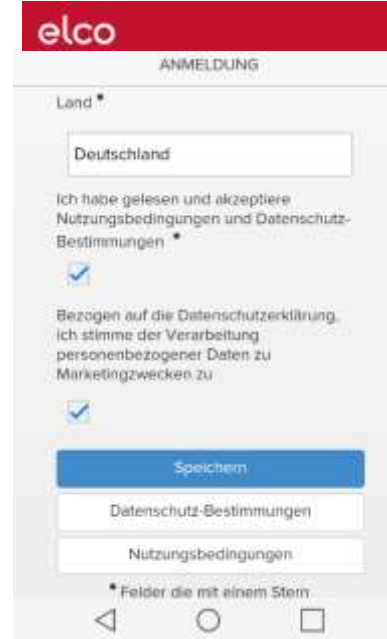 elco
ANMELDUNG
Land *
Deutschland
Ich habe gelesen und akzeptiere
Nutzungsbedingungen und Datenschutz-
Bestimmungen *
Bezogen auf die Datenschutzerklärung,
ich stimme der Verarbeitung
personenbezogener Daten zu
Marketingzwecken zu
Speichern
Datenschutz-Bestimmungen
Nutzungsbedingungen
* Felder die mit einem Stern